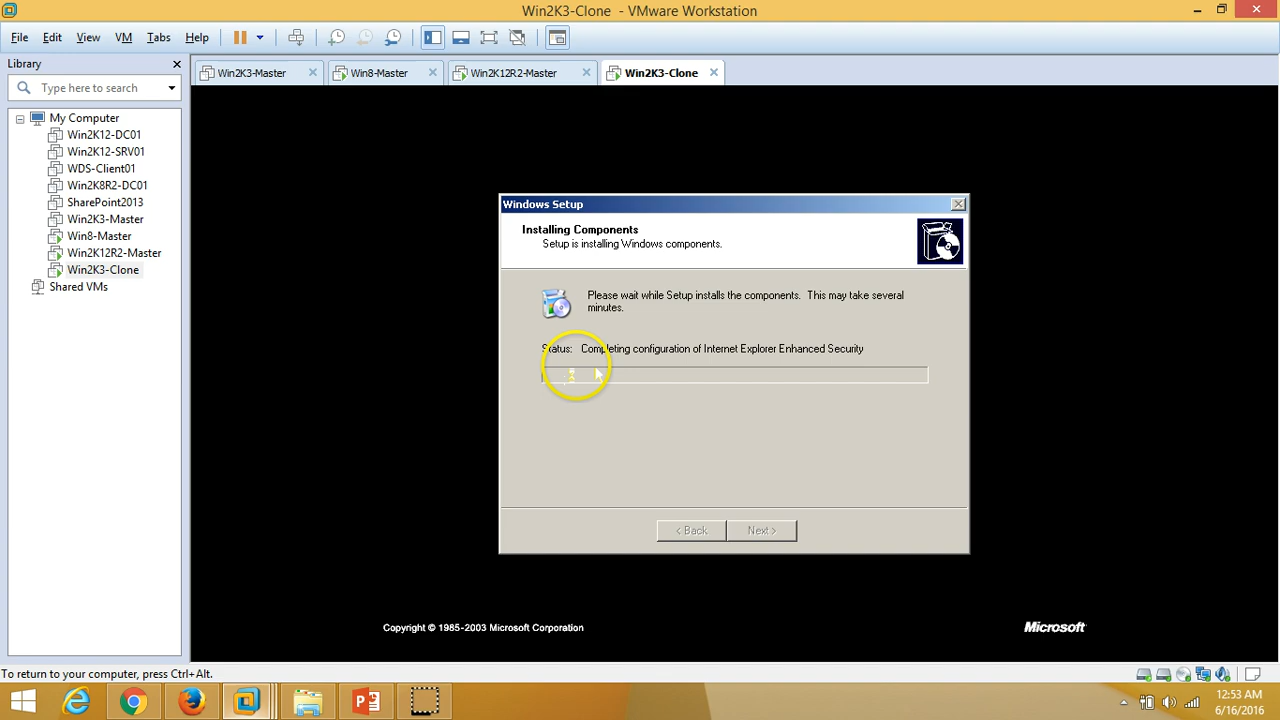 Win2K3-Clone - VMware Workstation
File Edit View VM Tabs Help
Library
Type here to search
My Computer
Win2K12-DC01
Win2K12-SRV01
WDS-Client01
Win2K8R2-DC01
SharePoint2013
Win2K3-Master
Win8-Master
Win2K12R2-Master
Win2K3-Clone
Shared VMs
Win2K3-Master Win8-Master Win2K12R2-Master Win2K3-Clone
Windows Setup
Installing Components
Setup is installing Windows components.
Please wait while Setup installs the components. This may take several
minutes.
Status: Completing configuration of Internet Explorer Enhanced Security
< Back Next >
Copyright © 1985-2003 Microsoft Corporation
Microsoft
To return to your computer, press Ctrl+Alt.
12:53 AM
6/16/2016